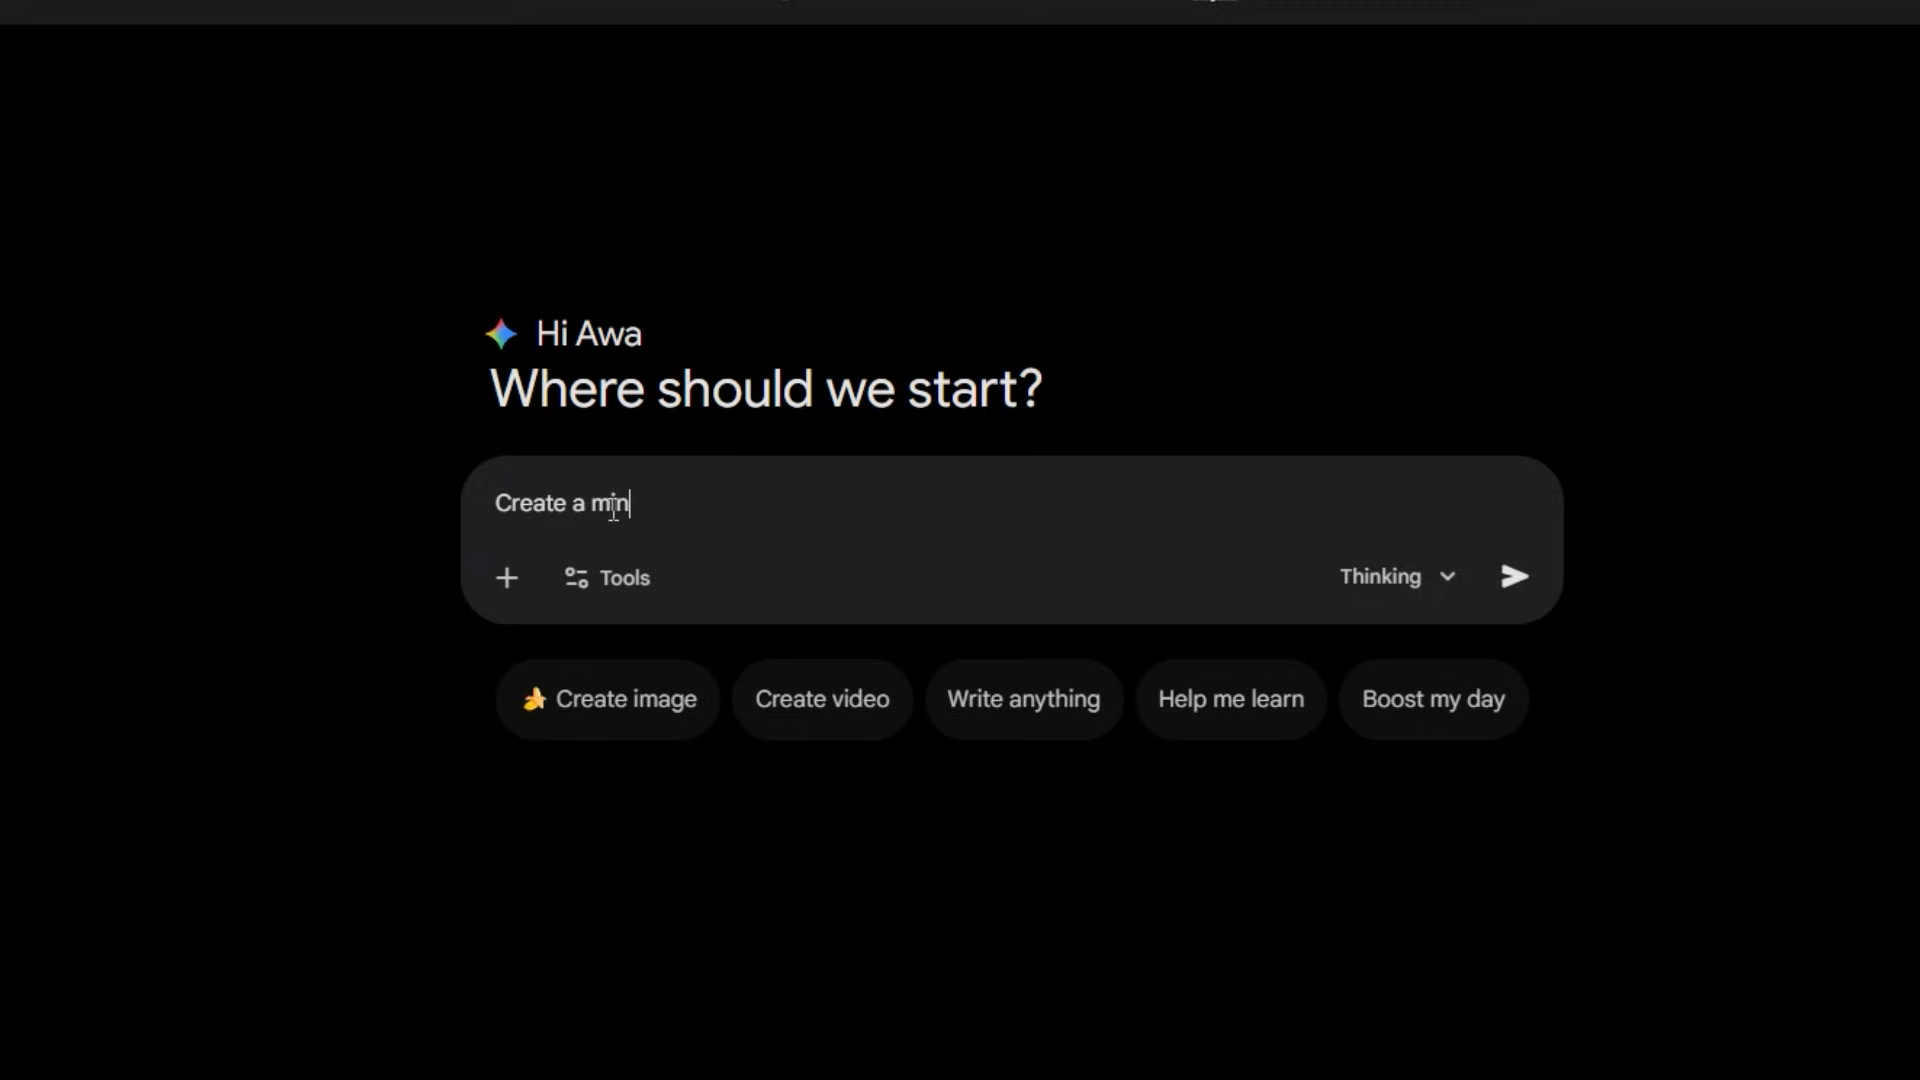 Hi Awa
Where should we start?
Create a min
Tools
Thinking
Create image
Create video
Write anything
Help me learn
Boost my day